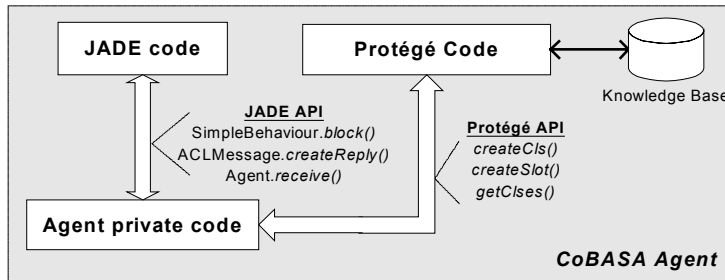 JADE code
Protégé Code
Knowledge Base
JADE API
SimpleBehaviour.block()
ACLMessage.createReply()
Agent.receive()
Protégé API
createCls()
createSlot()
getClses()
Agent private code
CoBASA Agent